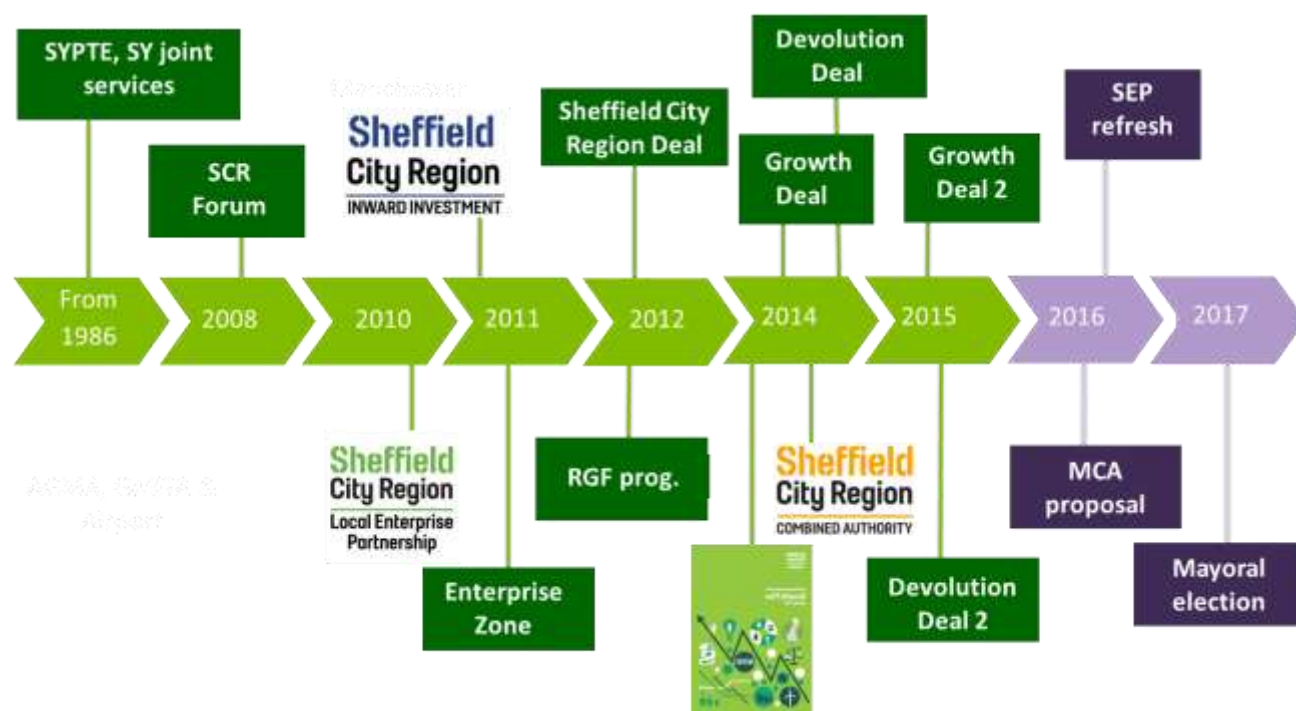 SYPTE, SY joint
services
SCR
Forum
Sheffield
City Region
INWARD INVESTMENT
Sheffield City
Region Deal
Devolution
Deal
Growth
Deal
Growth
Deal 2
SEP
refresh
From
1986
2008
2010
2011
2012
2014
2015
2016
2017
Sheffield
City Region
Local Enterprise
Partnership
Enterprise
Zone
RGF prog.
Sheffield
City Region
COMBINED AUTHORITY
Devolution
Deal 2
MCA
proposal
Mayoral
election
Manchester
Airport